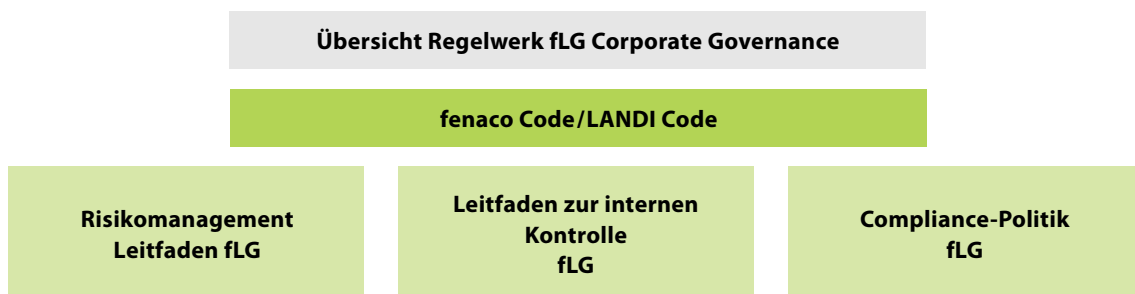 Übersicht Regelwerk fLG Corporate Governance
fenaco Code/LANDI Code
Risikomanagement
Leitfaden fLG
Leitfaden zur internen
Kontrolle
fLG
Compliance-Politik
fLG